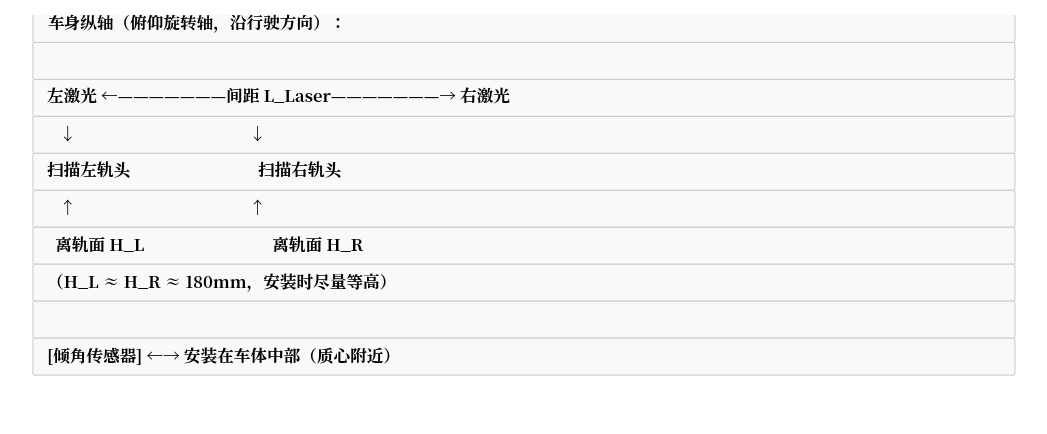 车身纵轴（俯仰旋转轴，沿行驶方向）：
左激光 ←———————间距 L_Laser———————→ 右激光
↓ ↓
扫描左轨头 扫描右轨头
↑ ↑
离轨面 H_L 离轨面 H_R
（H_L ≈ H_R ≈ 180mm，安装时尽量等高）
[倾角传感器] ←→ 安装在车体中部（质心附近）